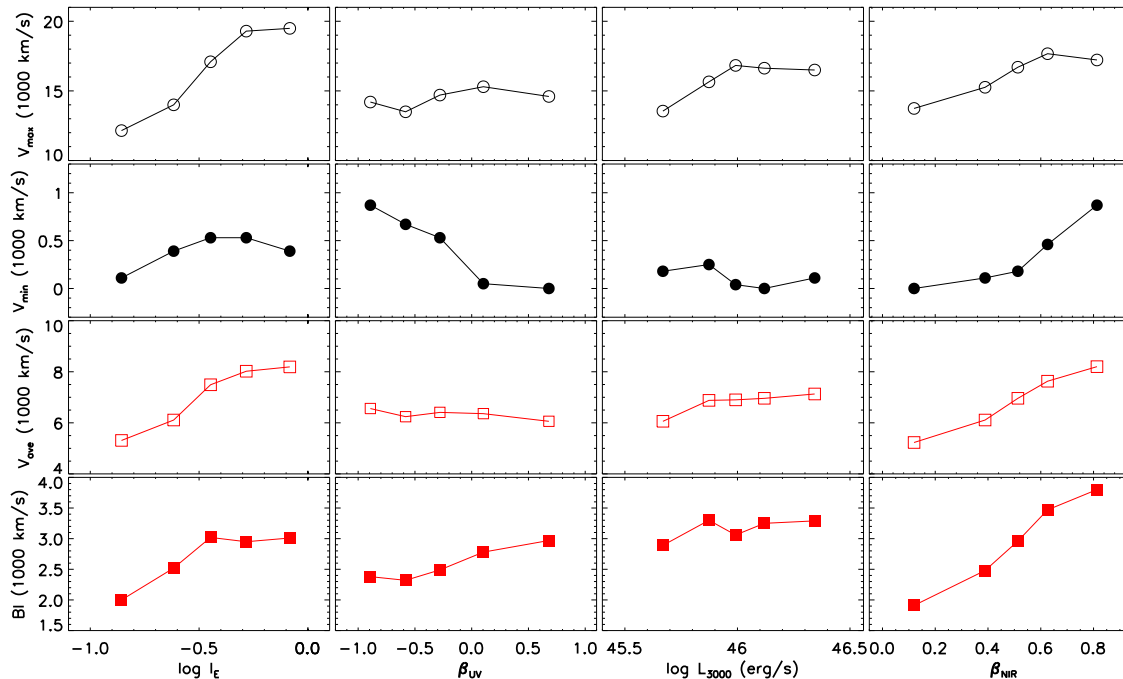 20
15
10
V_max (1000 km/s)
1
0.5
0
V_min (1000 km/s)
10
8
6
4
V_ave (1000 km/s)
4.0
3.5
3.0
2.5
2.0
1.5
BI (1000 km/s)
-1.0 -0.5 0.0
log I_E
-1.0 -0.5 0.0 0.5 1.0
β_UV
45.5 46 46.5
log L_3000 (erg/s)
0.0 0.2 0.4 0.6 0.8
β_NIR